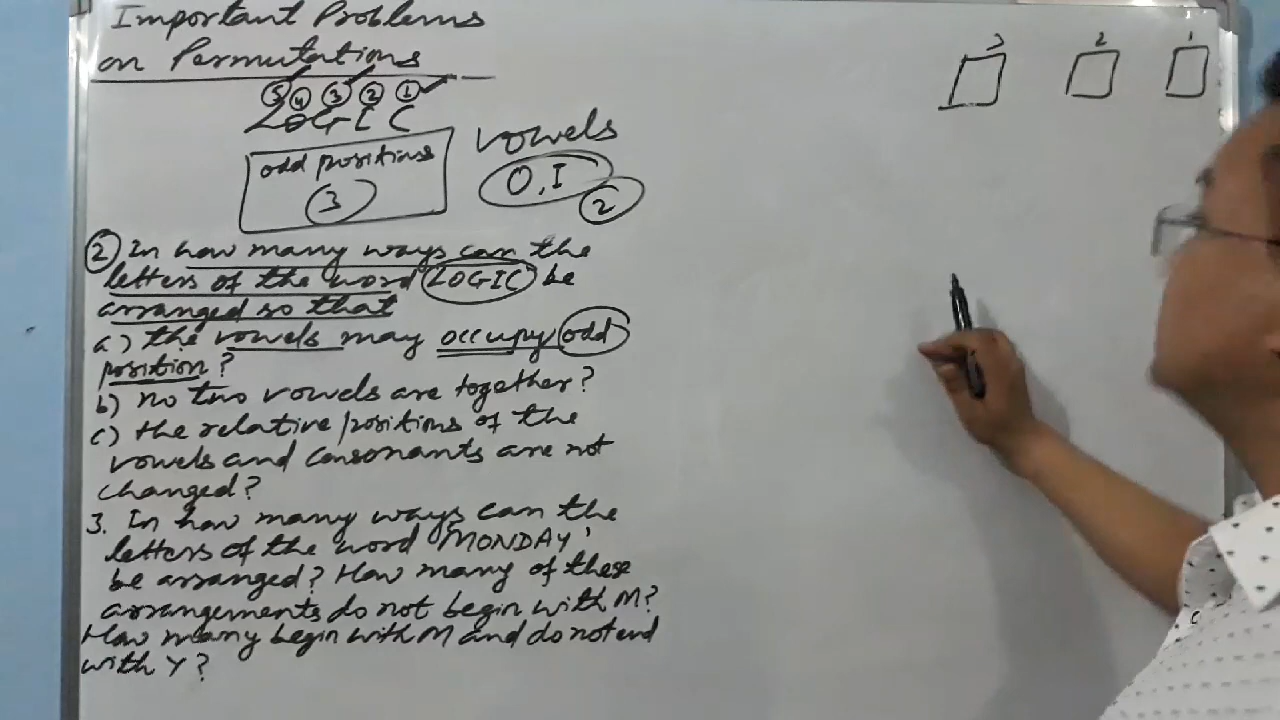 Important Problems
on Permutations
3 2 1
5 4 3 2 1
LOGIC
vowels
odd positions
3
O, I
2
2 In how many ways can the
letters of the word LOGIC be
arranged so that
a) the vowels may occupy odd
position?
b) no two vowels are together?
c) the relative positions of the
vowels and consonants are not
changed?
3. In how many ways can the
letters of the word 'MONDAY'
be arranged? How many of these
arrangements do not begin with M?
How many begin with M and do not end
with Y?